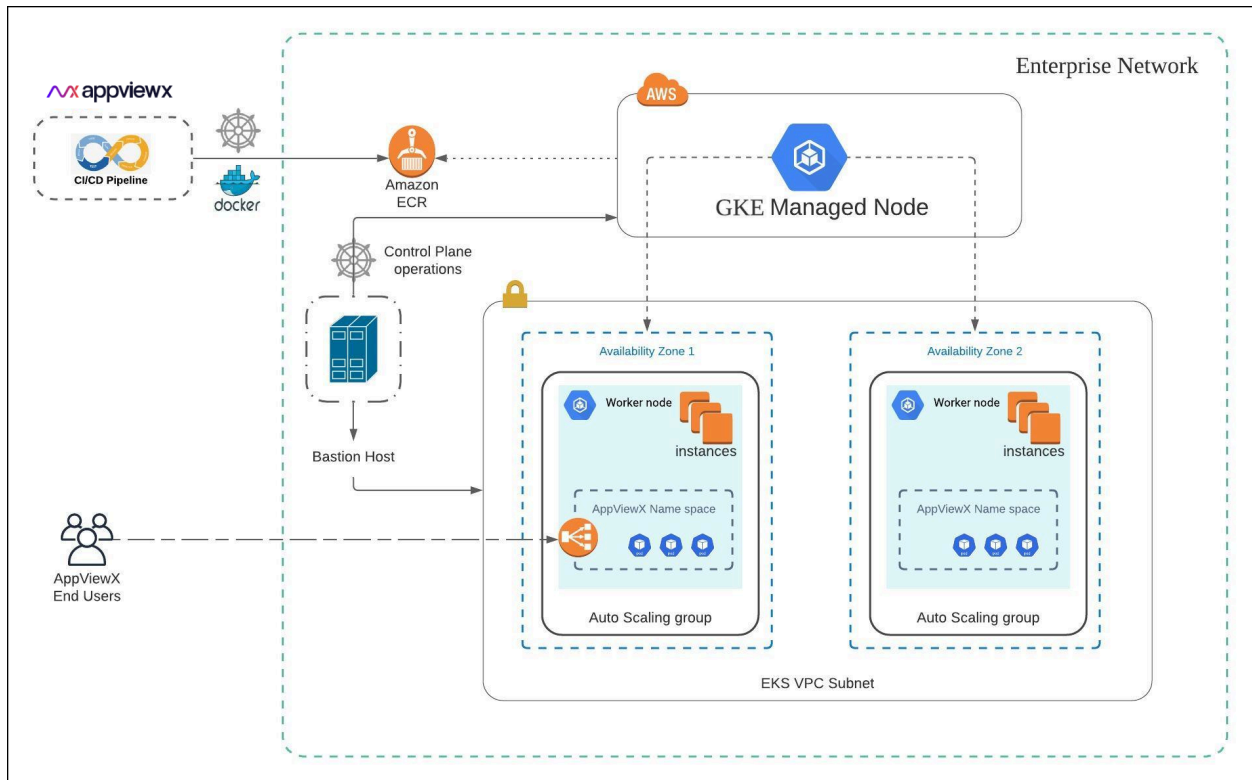 Enterprise Network
appviewx
CI/CD Pipeline
docker
Amazon
ECR
AWS
GKE Managed Node
Control Plane
operations
Bastion Host
AppViewX
End Users
Availability Zone 1
Worker node
instances
AppViewX Name space
Auto Scaling group
Availability Zone 2
Worker node
instances
AppViewX Name space
Auto Scaling group
EKS VPC Subnet